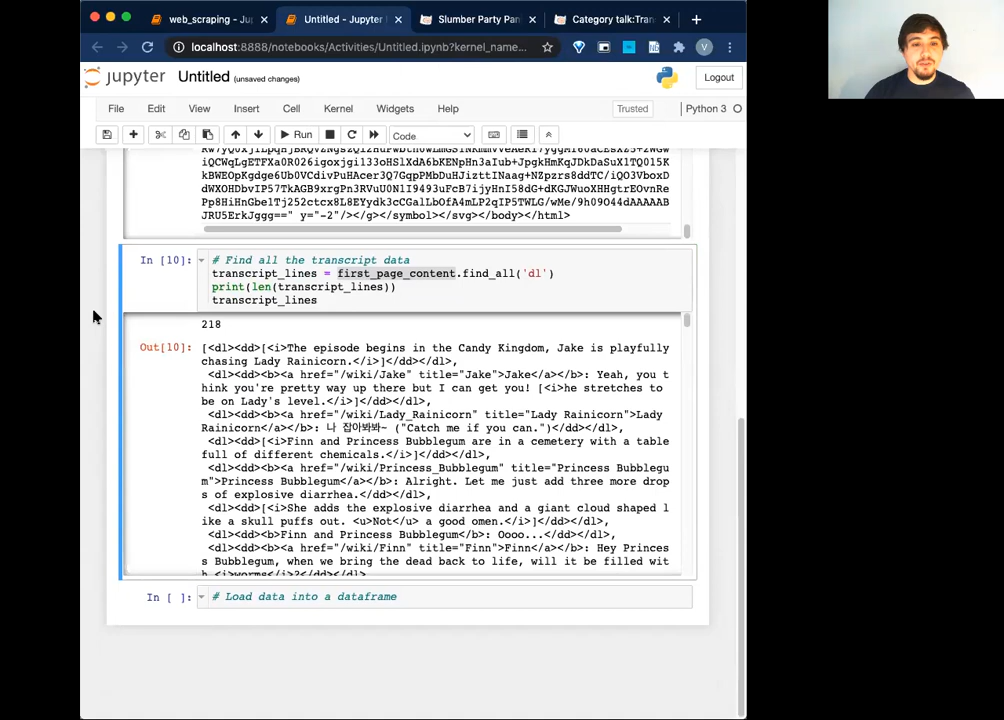 web_scraping - Ju
Untitled - Jupyter
Slumber Party Pan
Category talk:Tran
localhost:8888/notebooks/Activities/Untitled.ipynb?kernel_name...
V
jupyter Untitled (unsaved changes)
Logout
File Edit View Insert Cell Kernel Widgets Help
Trusted
Python 3
Run
Code
JRU5ErkJggg==" y="-2"/></g></symbol></svg></body></html>
In [10]:
# Find all the transcript data
transcript_lines = first_page_content.find_all('dl')
print(len(transcript_lines))
transcript_lines
218
Out[10]:
[<dl><dd>[<i>The episode begins in the Candy Kingdom, Jake is playfully
chasing Lady Rainicorn.</i>]</dd></dl>,
<dl><dd><b><a href="/wiki/Jake" title="Jake">Jake</a></b>: Yeah, you t
hink you're pretty way up there but I can get you! [<i>he stretches to
be on Lady's level.</i>]</dd></dl>,
<dl><dd><b><a href="/wiki/Lady_Rainicorn" title="Lady Rainicorn">Lady
Rainicorn</a></b>: 나 잡아봐봐~ ("Catch me if you can.")</dd></dl>,
<dl><dd>[<i>Finn and Princess Bubblegum are in a cemetery with a table
full of different chemicals.</i>]</dd></dl>,
<dl><dd><b><a href="/wiki/Princess_Bubblegum" title="Princess Bubblegu
m">Princess Bubblegum</a></b>: Alright. Let me just add three more drop
s of explosive diarrhea.</dd></dl>,
<dl><dd>[<i>She adds the explosive diarrhea and a giant cloud shaped l
ike a skull puffs out. <u>Not</u> a good omen.</i>]</dd></dl>,
<dl><dd><b>Finn and Princess Bubblegum</b>: Oooo...</dd></dl>,
<dl><dd><b><a href="/wiki/Finn" title="Finn">Finn</a></b>: Hey Princes
s Bubblegum, when we bring the dead back to life, will it be filled wit
h <i>worms</i>?</dd></dl>,
In [ ]:
# Load data into a dataframe